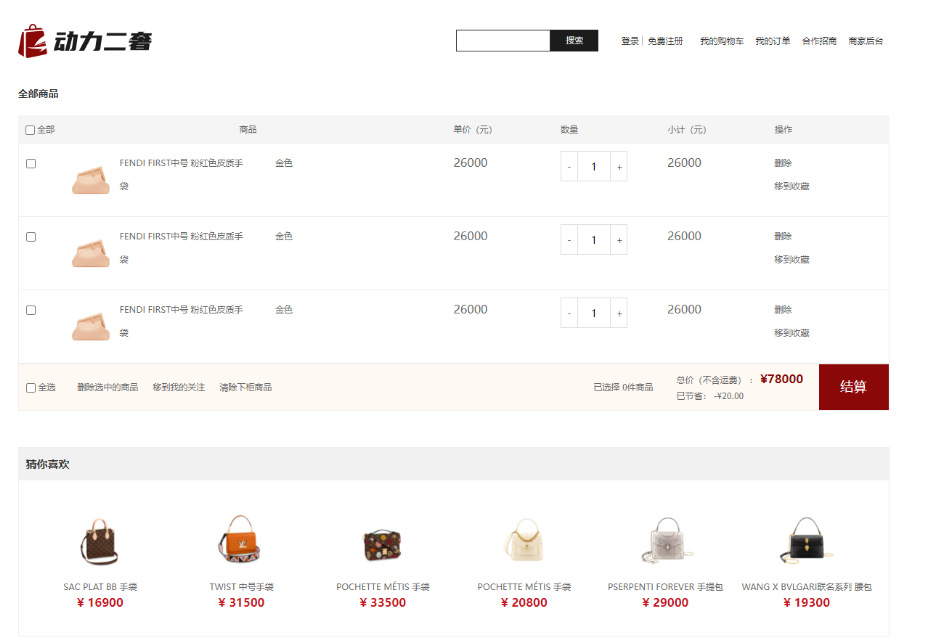 动力二奢
搜索
登录 | 免费注册 我的购物车 我的订单 合作招商 商家后台
全部商品
全部 商品 单价（元） 数量 小计（元） 操作
FENDI FIRST中号 粉红色皮质手 金色 26000 - 1 + 26000 删除
袋 移到收藏
FENDI FIRST中号 粉红色皮质手 金色 26000 - 1 + 26000 删除
袋 移到收藏
FENDI FIRST中号 粉红色皮质手 金色 26000 - 1 + 26000 删除
袋 移到收藏
全选 删除选中的商品 移到我的关注 清除下柜商品 已选择 0件商品 总价（不含运费）： ¥78000 结算
已节省： -¥20.00
猜你喜欢
SAC PLAT BB 手袋 TWIST 中号手袋 POCHETTE MÉTIS 手袋 POCHETTE MÉTIS 手袋 PSERPENTI FOREVER 手提包 WANG X BVLGARI联名系列 腰包
¥ 16900 ¥ 31500 ¥ 33500 ¥ 20800 ¥ 29000 ¥ 19300